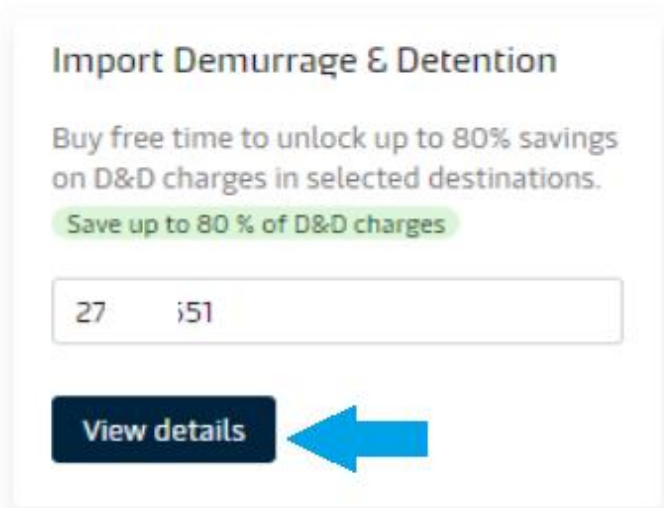 Import Demurrage & Detention
Buy free time to unlock up to 80% savings
on D&D charges in selected destinations.
Save up to 80 % of D&D charges
27 551
View details